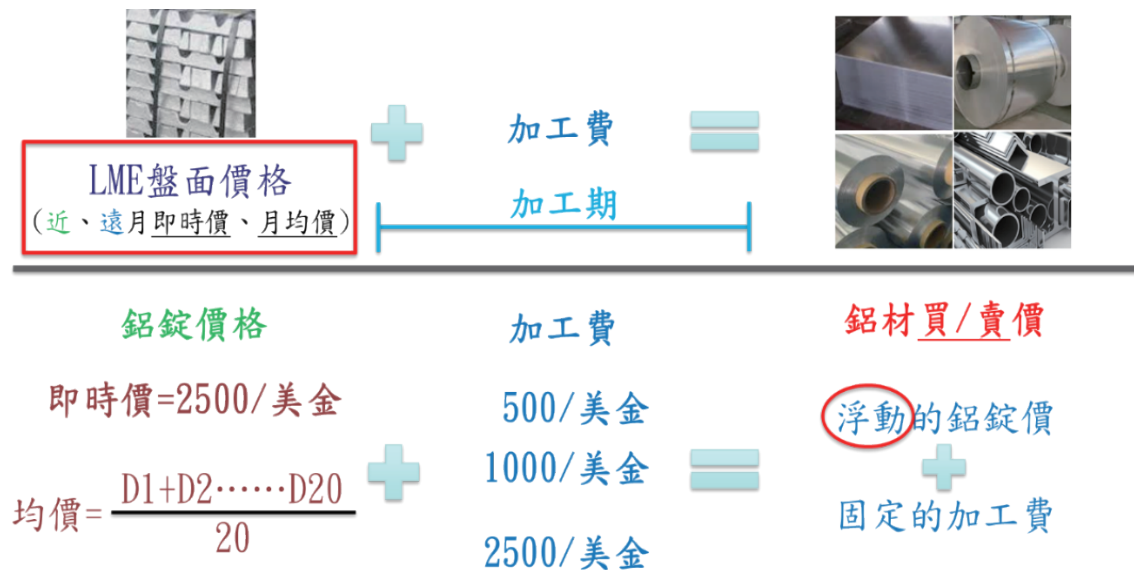 LME盤面價格
(近、遠月即時價、月均價)
加工費
加工期
鋁錠價格
加工費
鋁材買/賣價
即時價=2500/美金
500/美金
浮動的鋁錠價
均價=
D1+D2⋯⋯D20
20
1000/美金
2500/美金
固定的加工費